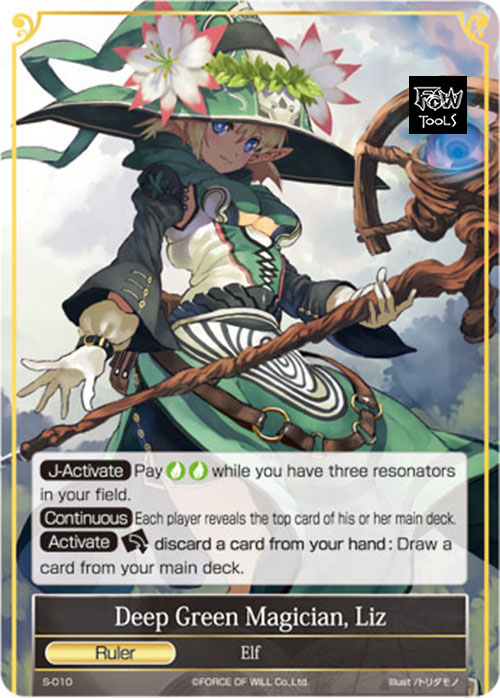 FOW
TOOLS
J-Activate Pay while you have three resonators
in your field.
Continuous Each player reveals the top card of his or her main deck.
Activate discard a card from your hand : Draw a
card from your main deck.
Deep Green Magician, Liz
Ruler Elf
S-010 ©FORCE OF WILL Co.,Ltd. Illust /トリダモノ